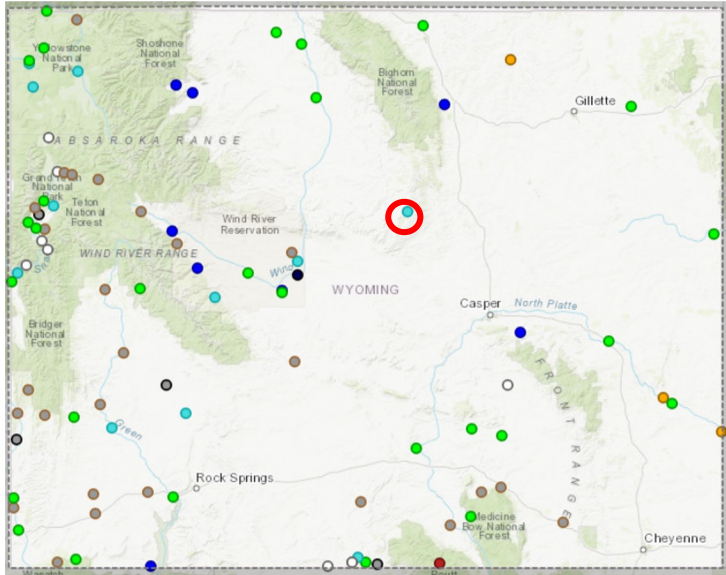 Yellowstone
National
Park
Shoshone
National
Forest
Bighorn
National
Forest
Gillette
ABSAROKA RANGE
National
Park
Teton
National
Forest
Wind River
Reservation
WIND RIVER RANGE
Wind
WYOMING
Casper
North Platte
Bridger
National
Forest
FRONT RANGE
Green
Rock Springs
Medicine
Bow National
Forest
Cheyenne